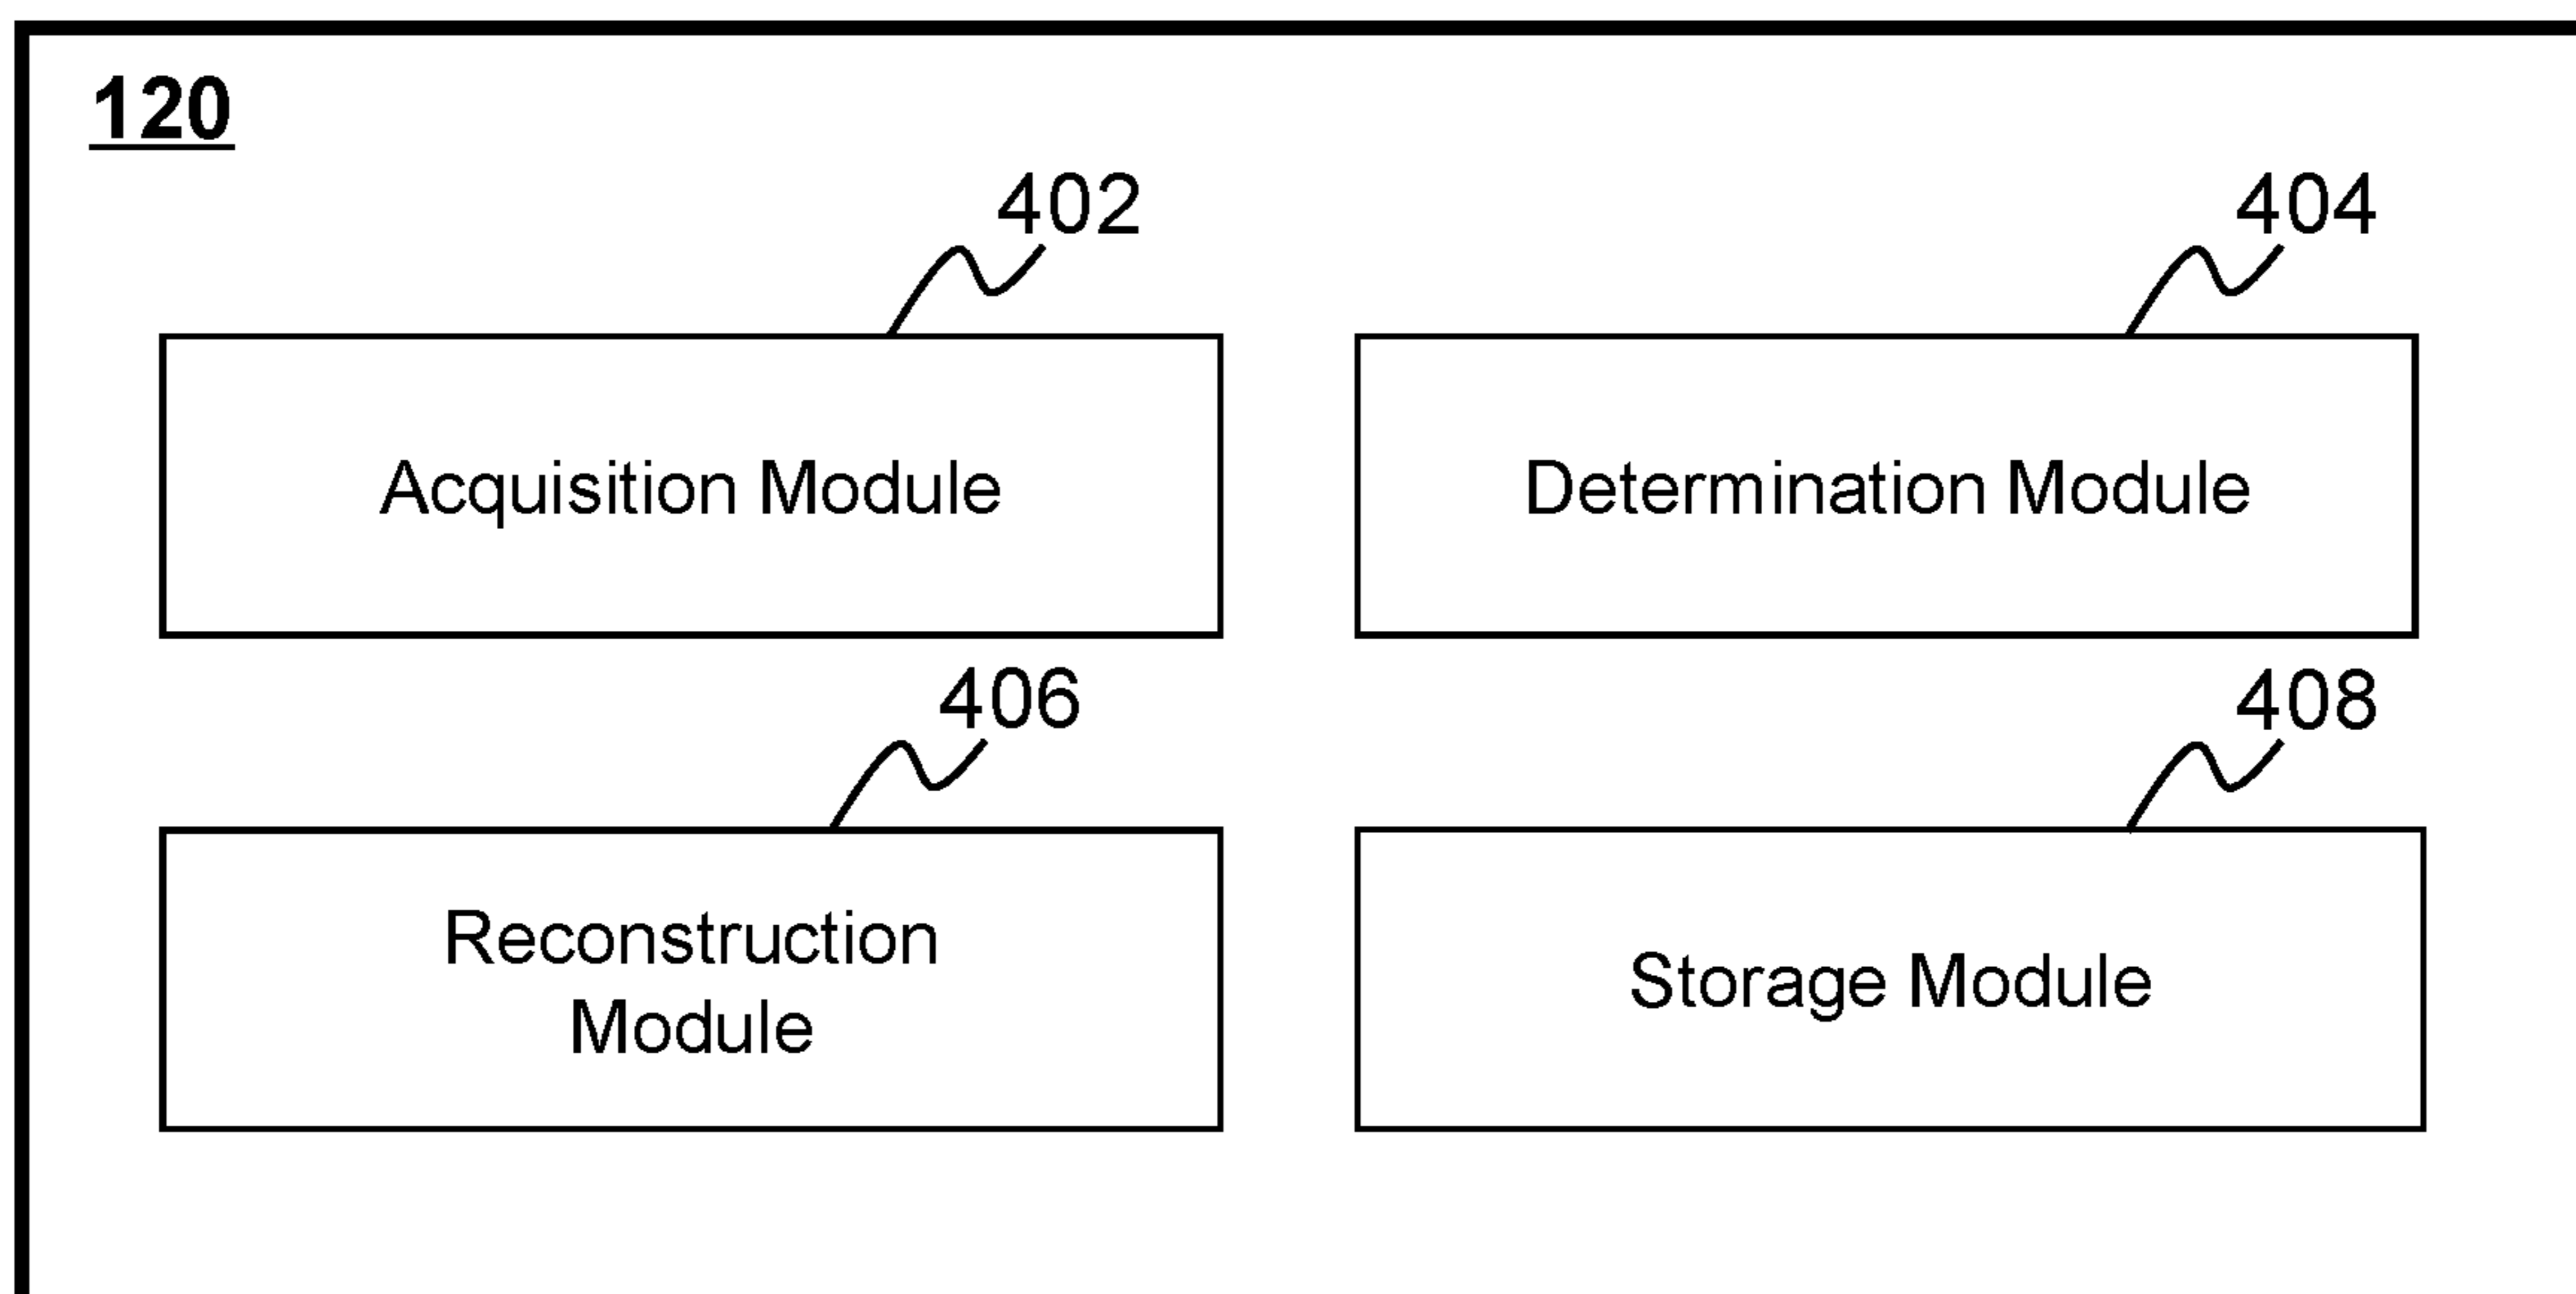 120
402
404
Acquisition Module
Determination Module
406
408
Reconstruction
Module
Storage Module